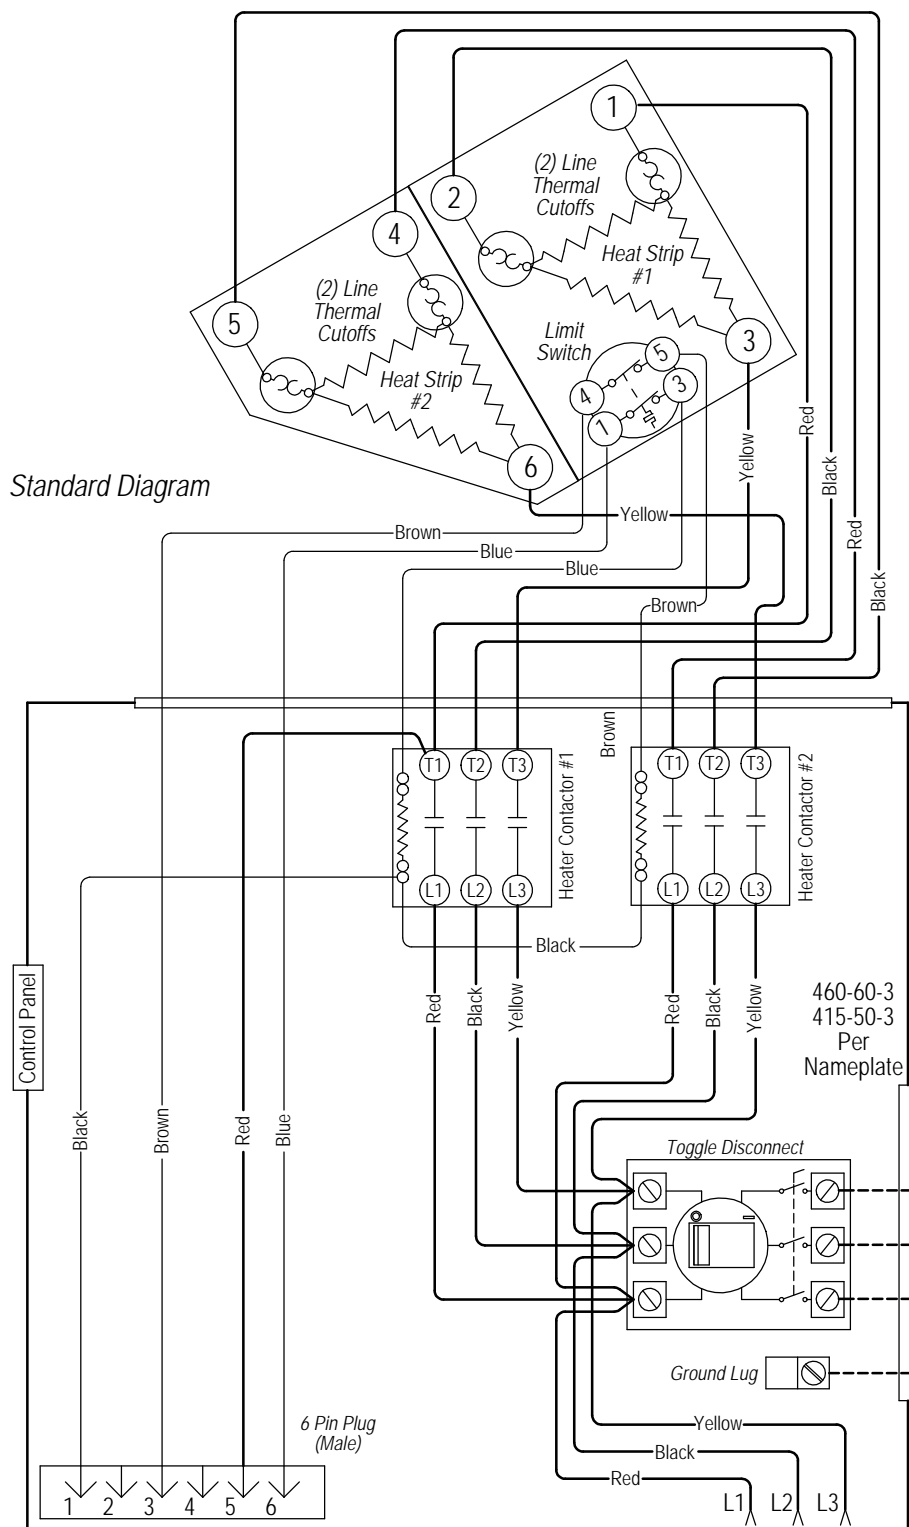 1
(2) Line
Thermal
Cutoffs
2
4
Heat Strip
#1
(2) Line
Thermal
Cutoffs
5
Limit
Switch
3
5
3
4
1
Heat Strip
#2
6
Standard Diagram
Red
Yellow
Black
Yellow
Brown
Red
Blue
Blue
Black
Brown
Brown
T1
T2
T3
Heater Contactor #1
L1
L2
L3
T1
T2
T3
Heater Contactor #2
L1
L2
L3
Black
Control Panel
Red
Black
Yellow
Red
Black
Yellow
460-60-3
415-50-3
Per
Nameplate
Black
Brown
Red
Blue
Toggle Disconnect
Ground Lug
6 Pin Plug
(Male)
Yellow
Black
Red
1 2 3 4 5 6
L1 L2 L3